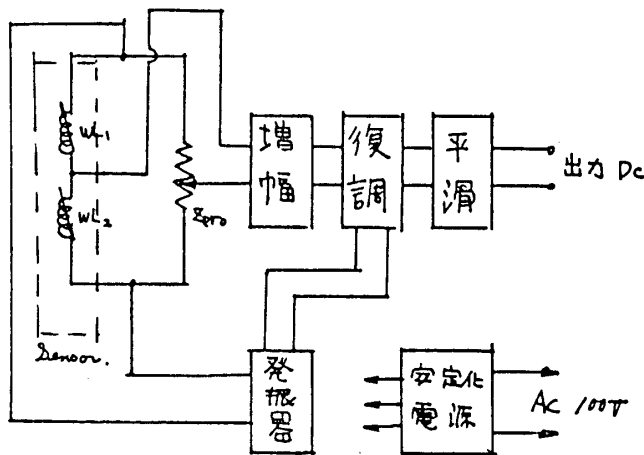 WL1
WL2
Sensor.
Zero
増幅
復調
平滑
出力 DC
発振器
安定化
電源
AC 100V